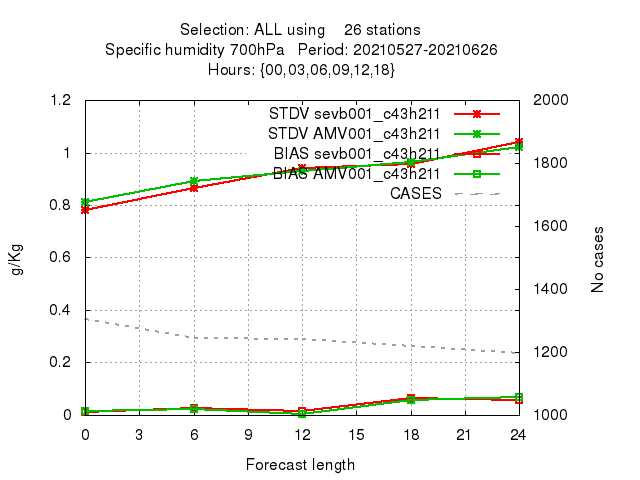 Selection: ALL using    26 stations
Specific humidity 700hPa   Period: 20210527-20210626
Hours: {00,03,06,09,12,18}
STDV sevb001_c43h211
STDV AMV001_c43h211
BIAS sevb001_c43h211
BIAS AMV001_c43h211
CASES
1.2
1
0.8
0.6
0.4
0.2
0
g/Kg
2000
1800
1600
1400
1200
1000
No cases
0 3 6 9 12 15 18 21 24
Forecast length